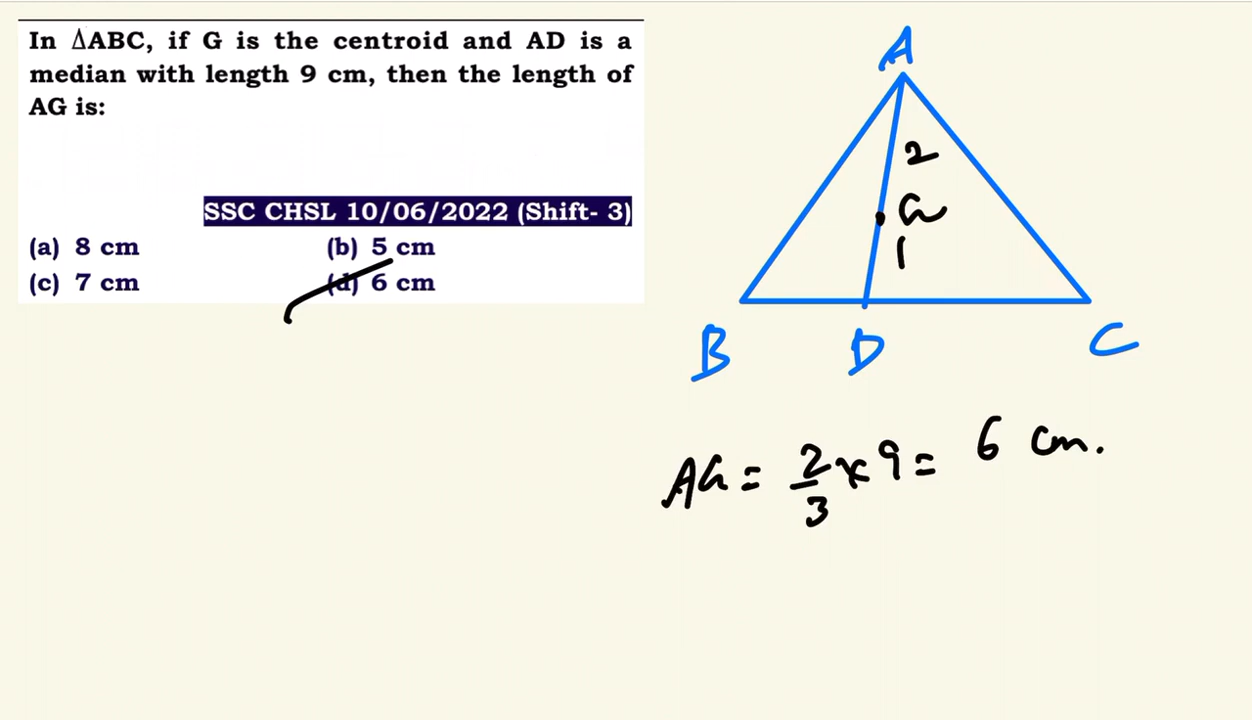 In ΔABC, if G is the centroid and AD is a
median with length 9 cm, then the length of
AG is:
SSC CHSL 10/06/2022 (Shift- 3)
(a) 8 cm (b) 5 cm
(c) 7 cm (d) 6 cm
A
2
G
1
B D C
AG = 2/3 × 9 = 6 cm.